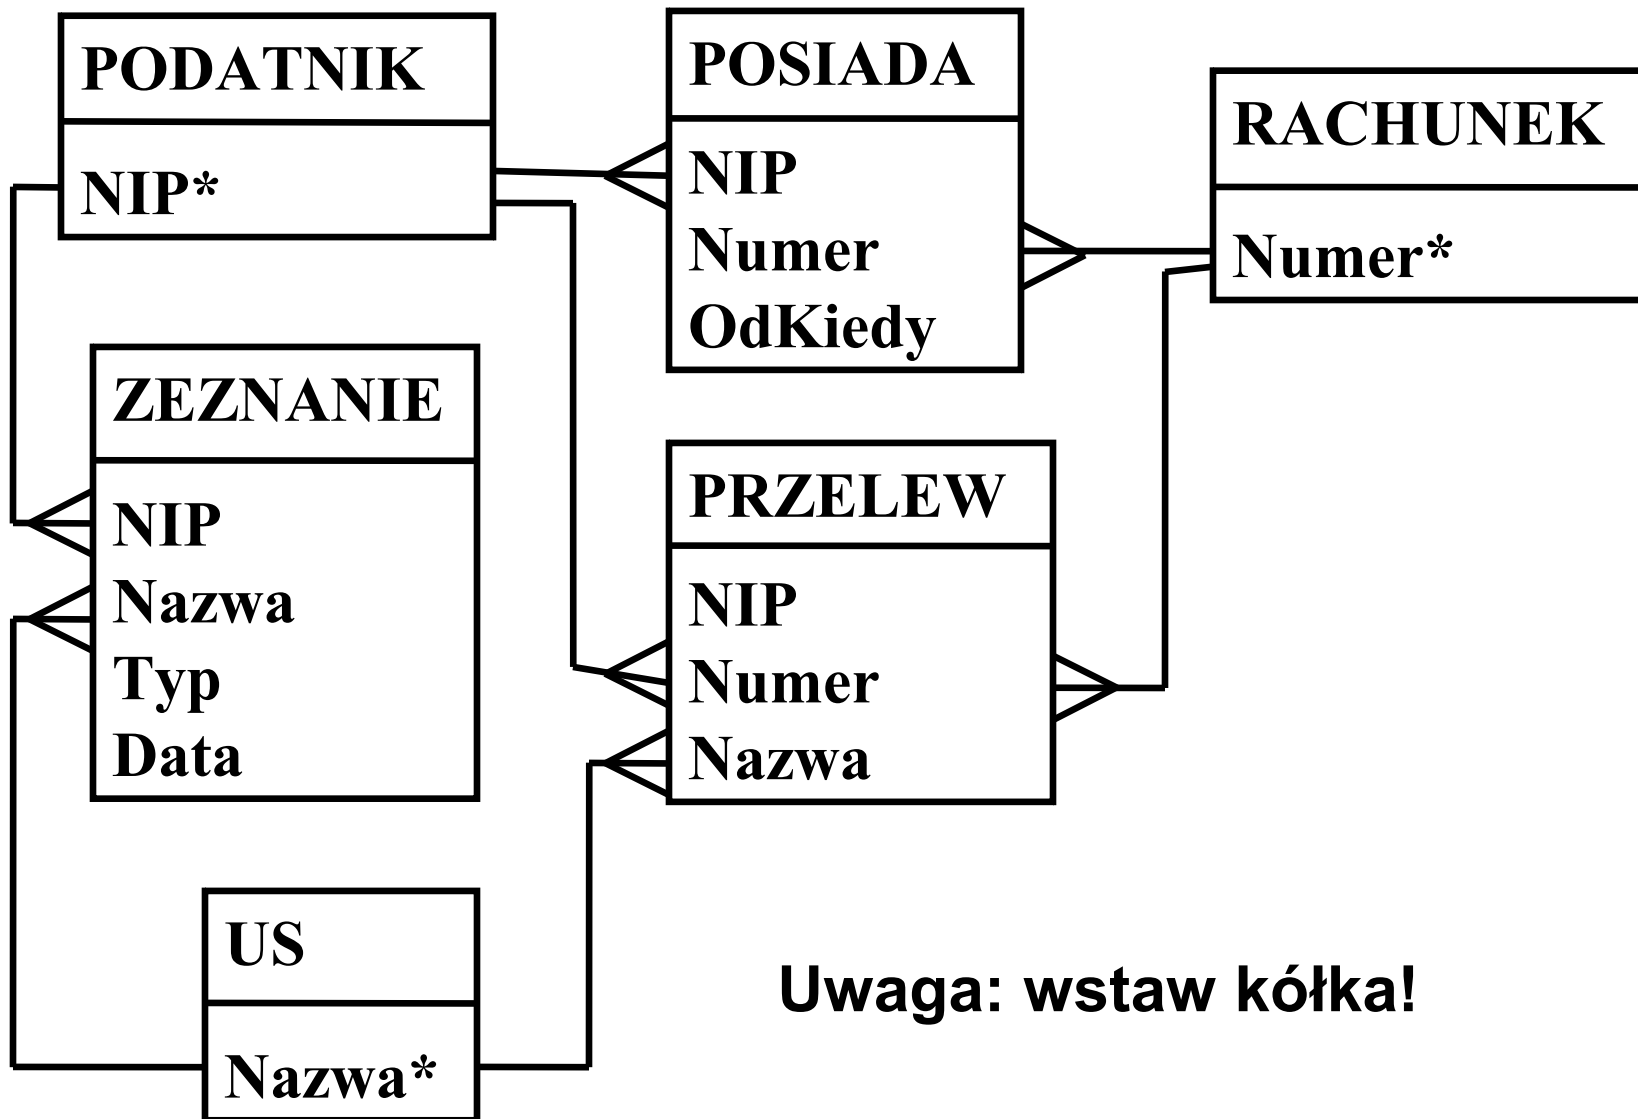 PODATNIK
NIP*
POSIADA
NIP
Numer
OdKiedy
RACHUNEK
Numer*
ZEZNANIE
NIP
Nazwa
Typ
Data
PRZELEW
NIP
Numer
Nazwa
US
Nazwa*
Uwaga: wstaw kółka!